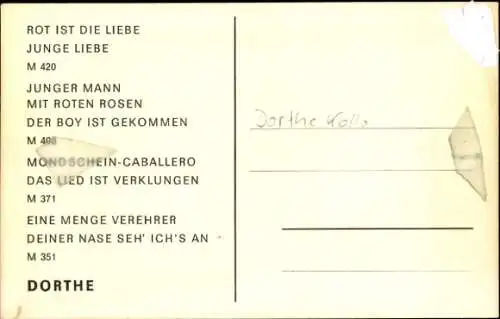 ROT IST DIE LIEBE
JUNGE LIEBE
M 420
JUNGER MANN
MIT ROTEN ROSEN
DER BOY IST GEKOMMEN
M 498
MONDSCHEIN-CABALLERO
DAS LIED IST VERKLUNGEN
M 371
EINE MENGE VEREHRER
DEINER NASE SEH' ICH'S AN
M 351
DORTHE
Dorthe Kollo